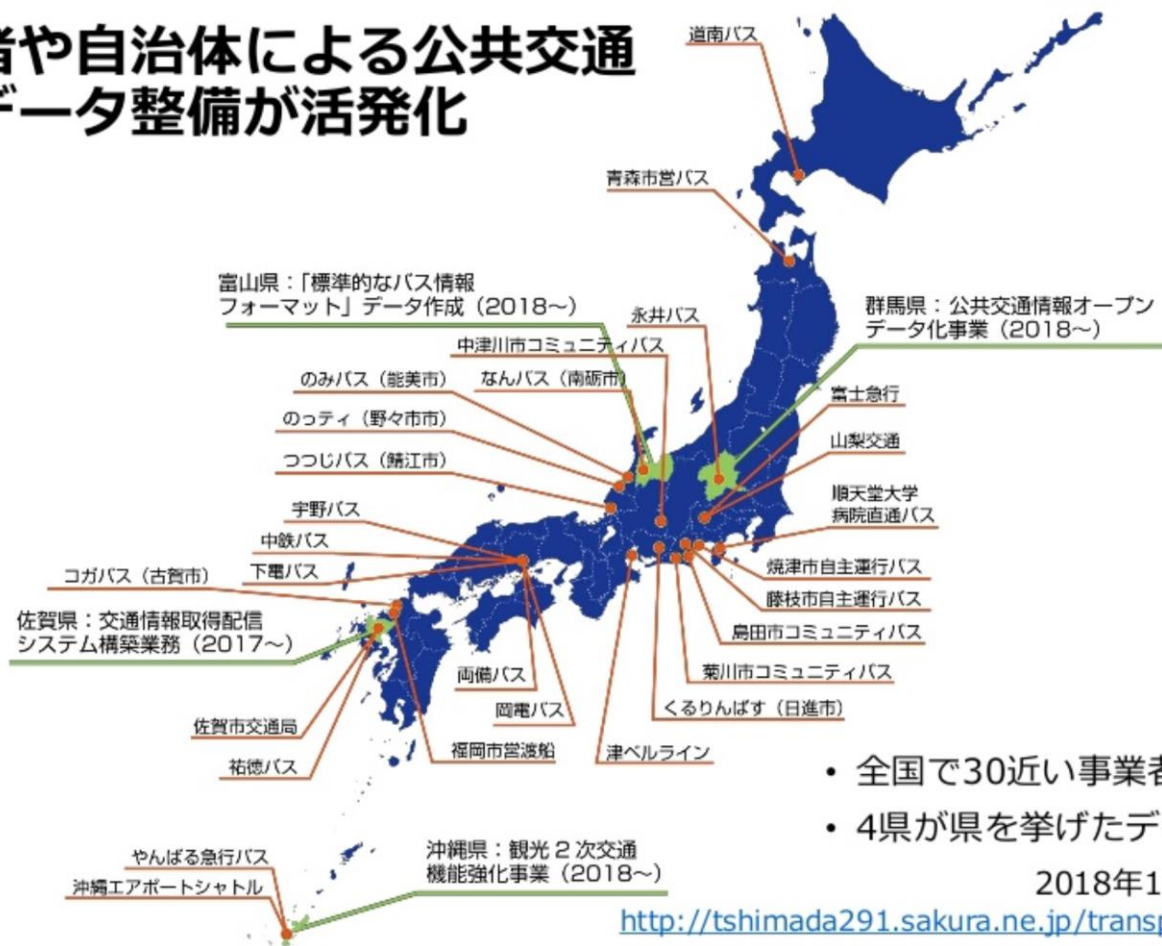 者や自治体による公共交通
データ整備が活発化
道南バス
青森市営バス
富山県：「標準的なバス情報
フォーマット」データ作成（2018～）
永井バス
群馬県：公共交通情報オープン
データ化事業（2018～）
中津川市コミュニティバス
のみバス（能美市）
なんバス（南砺市）
富士急行
のっティ（野々市市）
山梨交通
つつじバス（鯖江市）
順天堂大学
病院直通バス
宇野バス
中鉄バス
下電バス
コガバス（古賀市）
焼津市自主運行バス
藤枝市自主運行バス
佐賀県：交通情報取得配信
システム構築業務（2017～）
島田市コミュニティバス
両備バス
菊川市コミュニティバス
岡電バス
くるりんばす（日進市）
佐賀市交通局
福岡市営渡船
津ベルライン
祐徳バス
• 全国で30近い事業者
• 4県が県を挙げたデ
やんばる急行バス
沖縄エアポートシャトル
沖縄県：観光２次交通
機能強化事業（2018～）
2018年1
http://tshimada291.sakura.ne.jp/transp